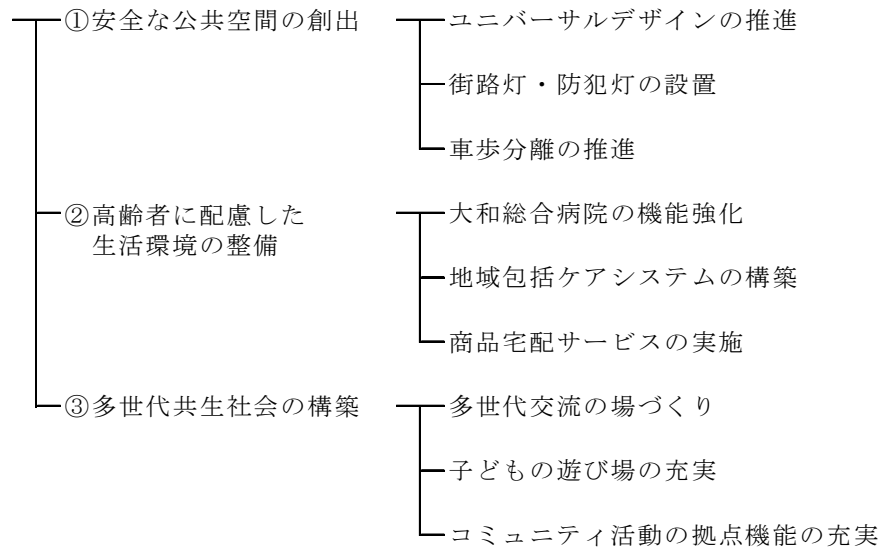 ①安全な公共空間の創出
ユニバーサルデザインの推進
街路灯・防犯灯の設置
車歩分離の推進
②高齢者に配慮した
生活環境の整備
大和総合病院の機能強化
地域包括ケアシステムの構築
商品宅配サービスの実施
③多世代共生社会の構築
多世代交流の場づくり
子どもの遊び場の充実
コミュニティ活動の拠点機能の充実